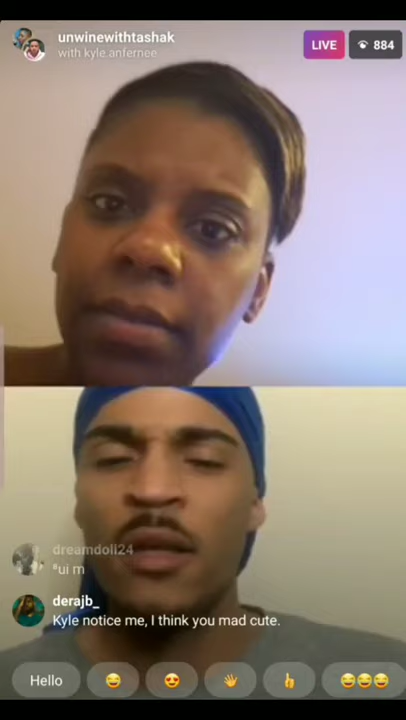 unwinewithtashak
LIVE
884
with kyle.anfernee
dreamdoll24
derajb_
Kyle notice me, I think you mad cute.
Hello